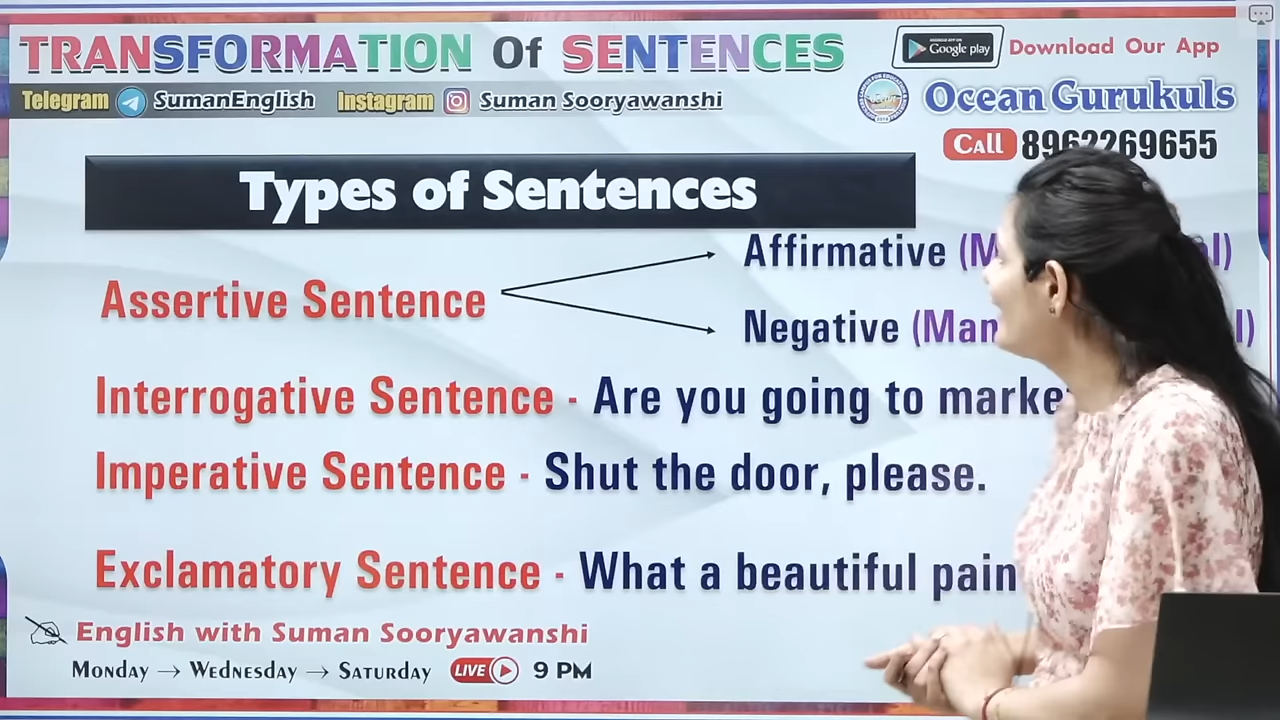 TRANSFORMATION Of SENTENCES
Google play Download Our App
Telegram SumanEnglish Instagram Suman Sooryawanshi
Ocean Gurukuls
Call 8962269655
Types of Sentences
Affirmative
Assertive Sentence
Negative
Interrogative Sentence - Are you going to
Imperative Sentence - Shut the door, please.
Exclamatory Sentence - What a beautiful
English with Suman Sooryawanshi
Monday → Wednesday → Saturday LIVE 9 PM